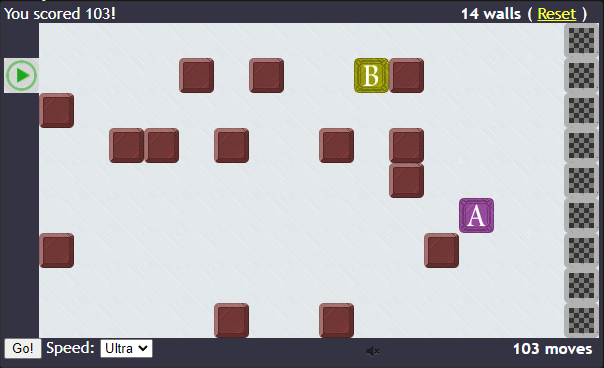 You scored 103!
14 walls ( Reset )
B
A
Go! Speed: Ultra
103 moves